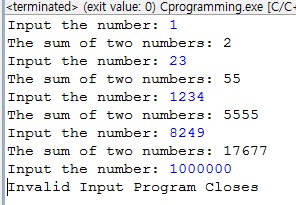 <terminated> (exit value: 0) Cprogramming.exe [C/C+
Input the number: 1
The sum of two numbers: 2
Input the number: 23
The sum of two numbers: 55
Input the number: 1234
The sum of two numbers: 5555
Input the number: 8249
The sum of two numbers: 17677
Input the number: 1000000
Invalid Input Program Closes